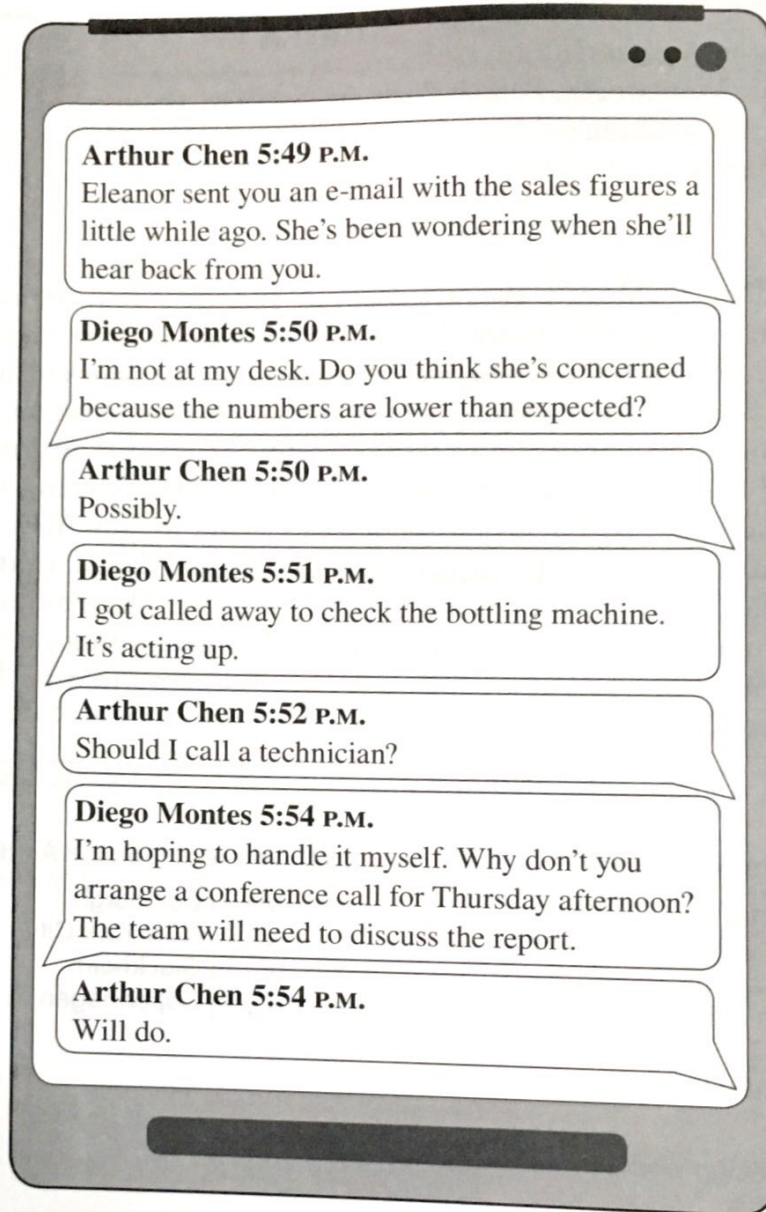 Arthur Chen 5:49 P.M.
Eleanor sent you an e-mail with the sales figures a
little while ago. She's been wondering when she'll
hear back from you.
Diego Montes 5:50 P.M.
I'm not at my desk. Do you think she's concerned
because the numbers are lower than expected?
Arthur Chen 5:50 P.M.
Possibly.
Diego Montes 5:51 P.M.
I got called away to check the bottling machine.
It's acting up.
Arthur Chen 5:52 P.M.
Should I call a technician?
Diego Montes 5:54 P.M.
I'm hoping to handle it myself. Why don't you
arrange a conference call for Thursday afternoon?
The team will need to discuss the report.
Arthur Chen 5:54 P.M.
Will do.